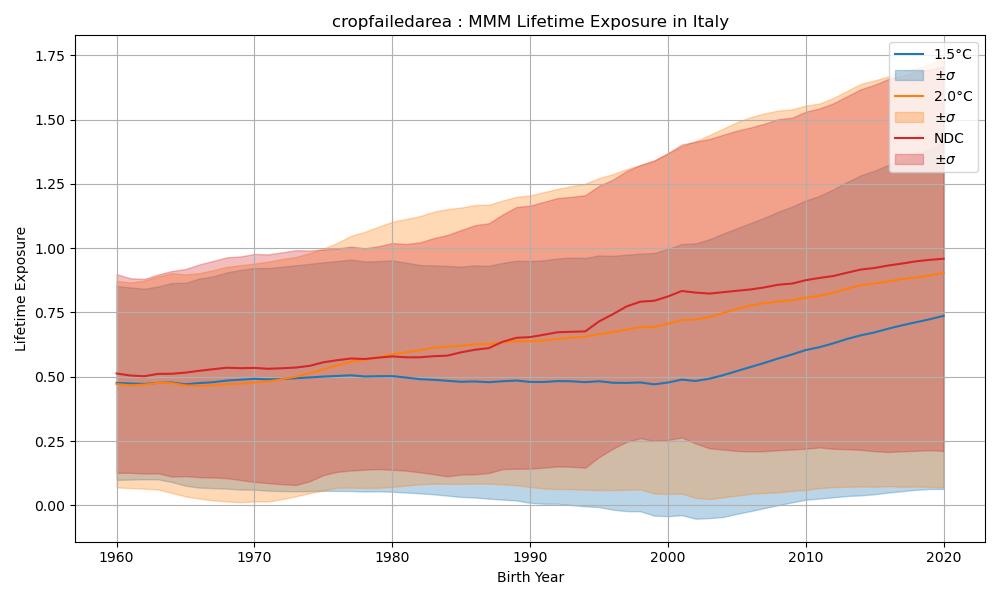 cropfailedarea : MMM Lifetime Exposure in Italy
1.75
1.50
1.25
1.00
0.75
0.50
0.25
0.00
Lifetime Exposure
1.5°C
±σ
2.0°C
±σ
NDC
±σ
1960 1970 1980 1990 2000 2010 2020
Birth Year